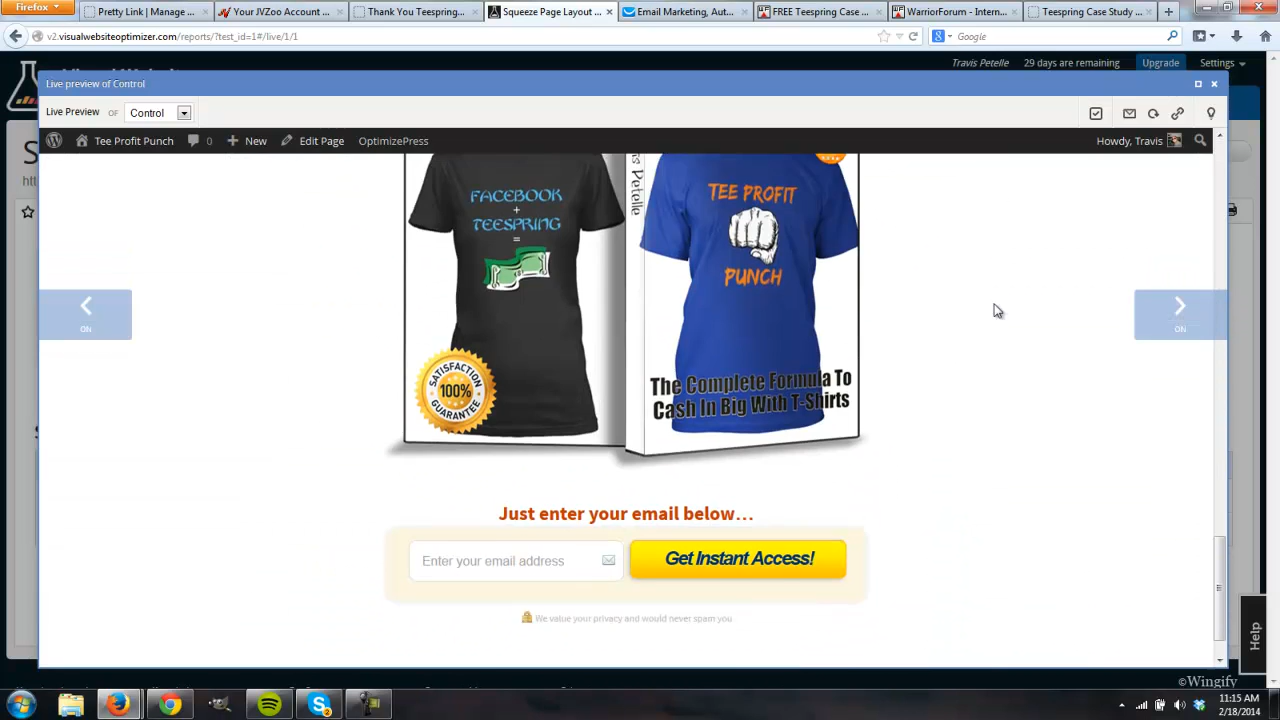 Firefox
Pretty Link | Manage ...
Your JVZoo Account ...
Thank You Teespring...
Squeeze Page Layout ...
Email Marketing, Aut...
FREE Teespring Case ...
WarriorForum - Intern...
Teespring Case Study ...
v2.visualwebsiteoptimizer.com/reports/?test_id=1#/live/1/1
Google
Travis Petelle
29 days are remaining
Upgrade
Settings
Live preview of Control
Live Preview OF Control
Tee Profit Punch
0
New
Edit Page
OptimizePress
Howdy, Travis
FACEBOOK
+
TEESPRING
=
TEE PROFIT
PUNCH
s Petelle
SATISFACTION
100%
GUARANTEE
The Complete Formula To
Cash In Big With T-Shirts
ON
ON
Just enter your email below...
Enter your email address
Get Instant Access!
We value your privacy and would never spam you
Help
©Wingify
11:15 AM
2/18/2014